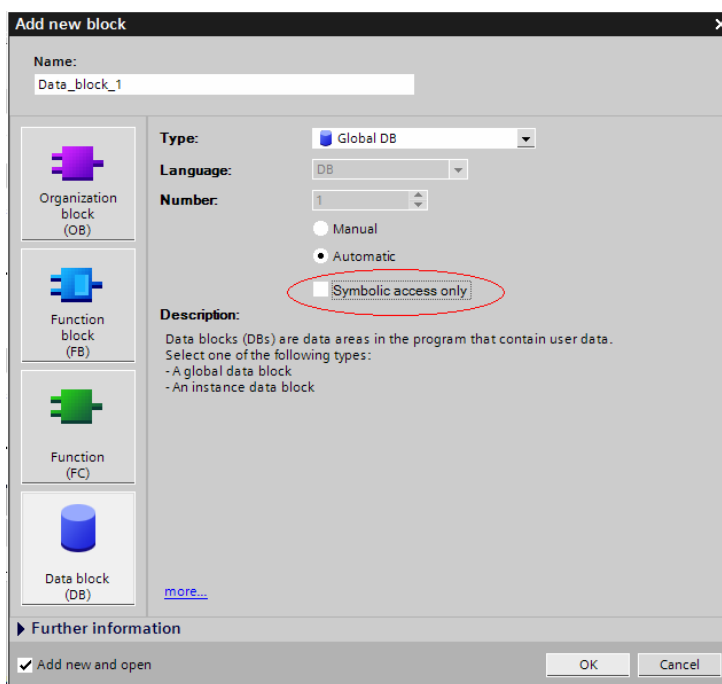 Add new block
Name:
Data_block_1
Organization
block
(OB)
Function
block
(FB)
Function
(FC)
Data block
(DB)
Type:
Global DB
Language:
DB
Number:
1
Manual
Automatic
Symbolic access only
Description:
Data blocks (DBs) are data areas in the program that contain user data.
Select one of the following types:
- A global data block
- An instance data block
more...
Further information
Add new and open
OK
Cancel